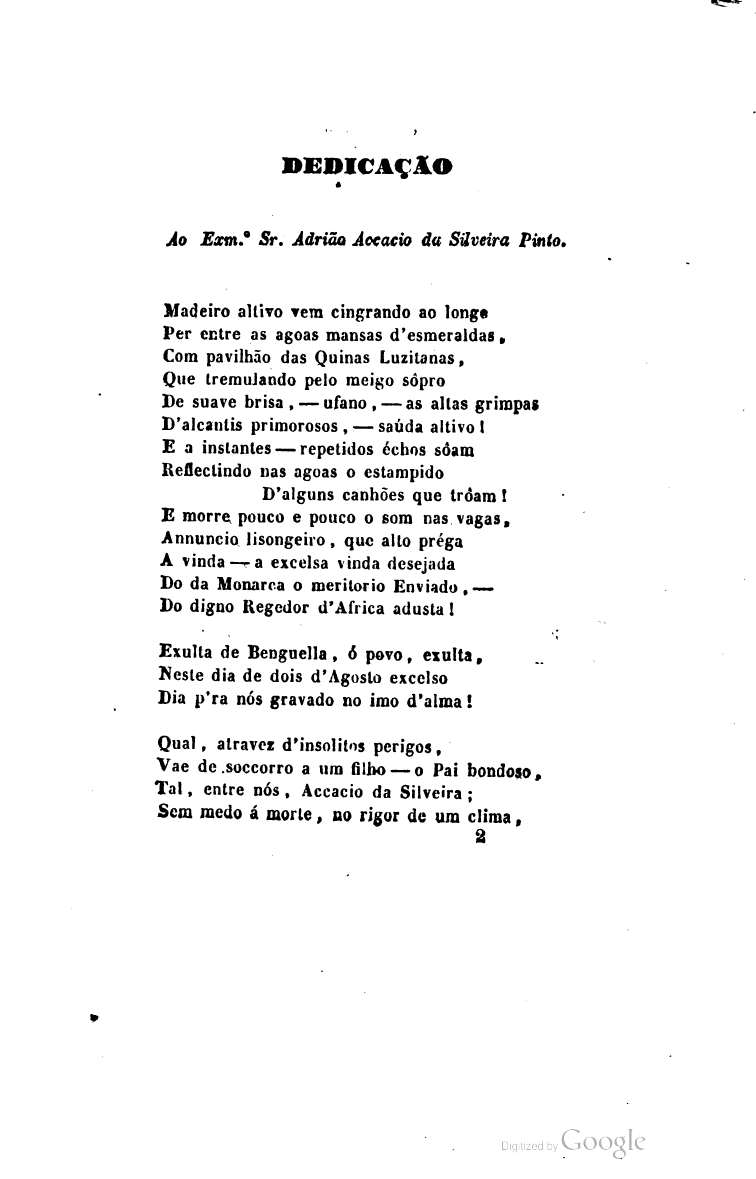 DEDICAÇÃO
Ao Exm.º Sr. Adrião Accacio da Silveira Pinto.
Madeiro altivo vem cingrando ao longe
Per entre as agoas mansas d'esmeraldas,
Com pavilhão das Quinas Luzitanas,
Que tremulando pelo meigo sôpro
De suave brisa, — ufano, — as altas grimpas
D'alcantis primorosos, — saúda altivo!
E a instantes — repetidos échos sôam
Reflectindo nas agoas o estampido
D'alguns canhões que trôam!
E morre pouco e pouco o som nas vagas,
Annuncio lisongeiro, que alto préga
A vinda — a excelsa vinda desejada
Do da Monarca o meritorio Enviado, —
Do digno Regedor d'Africa adusta!
Exulta de Benguella, ó povo, exulta,
Neste dia de dois d'Agosto excelso
Dia p'ra nós gravado no imo d'alma!
Qual, atravez d'insolitos perigos,
Vae de soccorro a um filho — o Pai bondoso,
Tal, entre nós, Accacio da Silveira;
Sem medo á morte, no rigor de um clima,
2
Digitized by Google